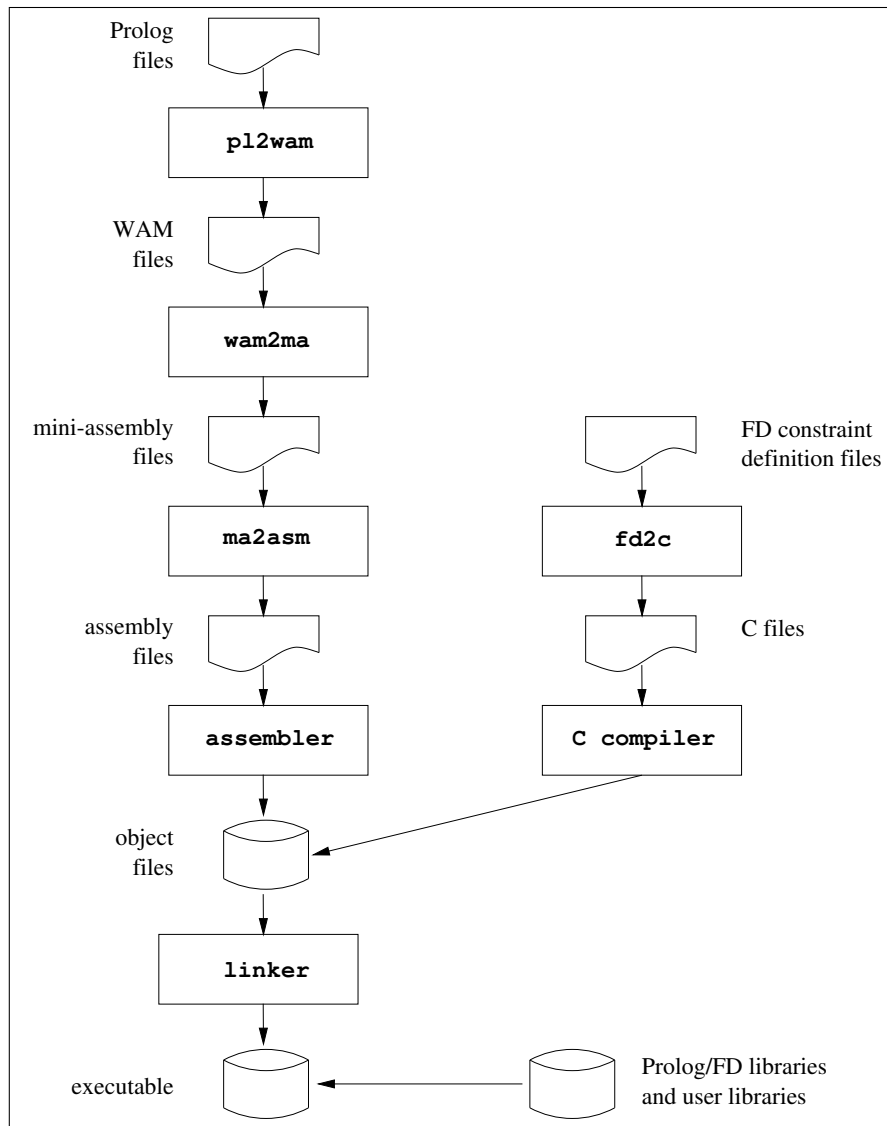 Prolog
files
pl2wam
WAM
files
wam2ma
mini-assembly
files
FD constraint
definition files
ma2asm
fd2c
assembly
files
C files
assembler
C compiler
object
files
linker
executable
Prolog/FD libraries
and user libraries